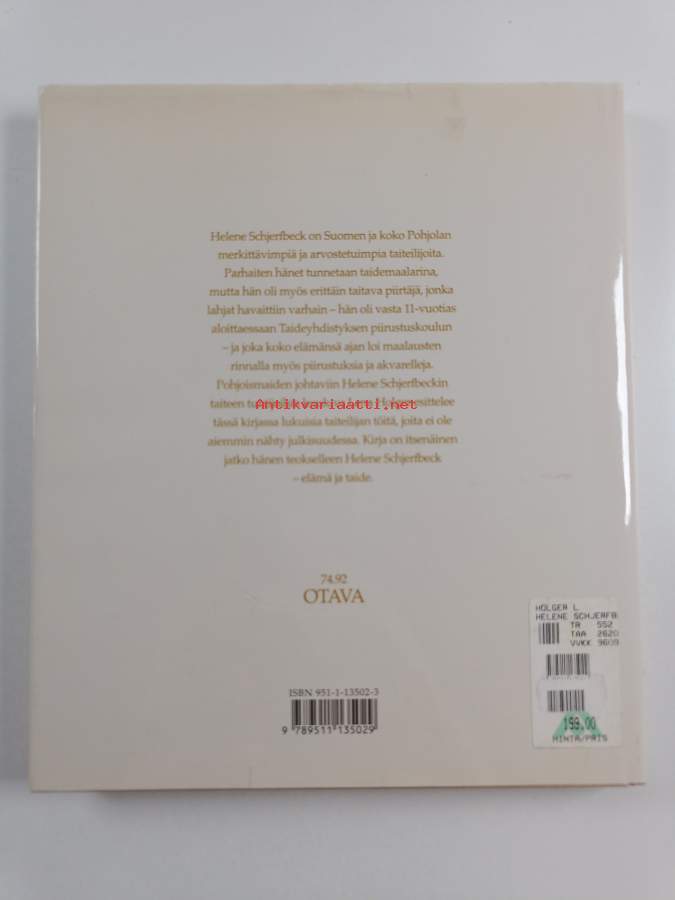 Helene Schjerfbeck on Suomen ja koko Pohjolan
merkittävimpiä ja arvostetuimpia taiteilijoita.
Parhaiten hänet tunnetaan taidemaalarina,
mutta hän oli myös erittäin taitava piirtäjä, jonka
lahjat havaittiin varhain – hän oli vasta 11-vuotias
aloittaessaan Taideyhdistyksen piirustuskoulun
– ja joka koko elämänsä ajan loi maalausten
rinnalla myös piirustuksia ja akvarelleja.
Pohjoismaiden johtaviin Helene Schjerfbeckin
taiteen
Antikvariaatti.net
tässä kirjassa lukuisia taiteilijan töitä, joita ei ole
aiemmin nähty julkisuudessa. Kirja on itsenäinen
jatko hänen teokselleen Helene Schjerfbeck
– elämä ja taide.
74.92
OTAVA
ISBN 951-1-13502-3
9 789511 135029
HOLGER L.
HELENE SCHJERFB
TR 552
TAA 2620
VVKK 9609
159.00
HINTA/PRIS